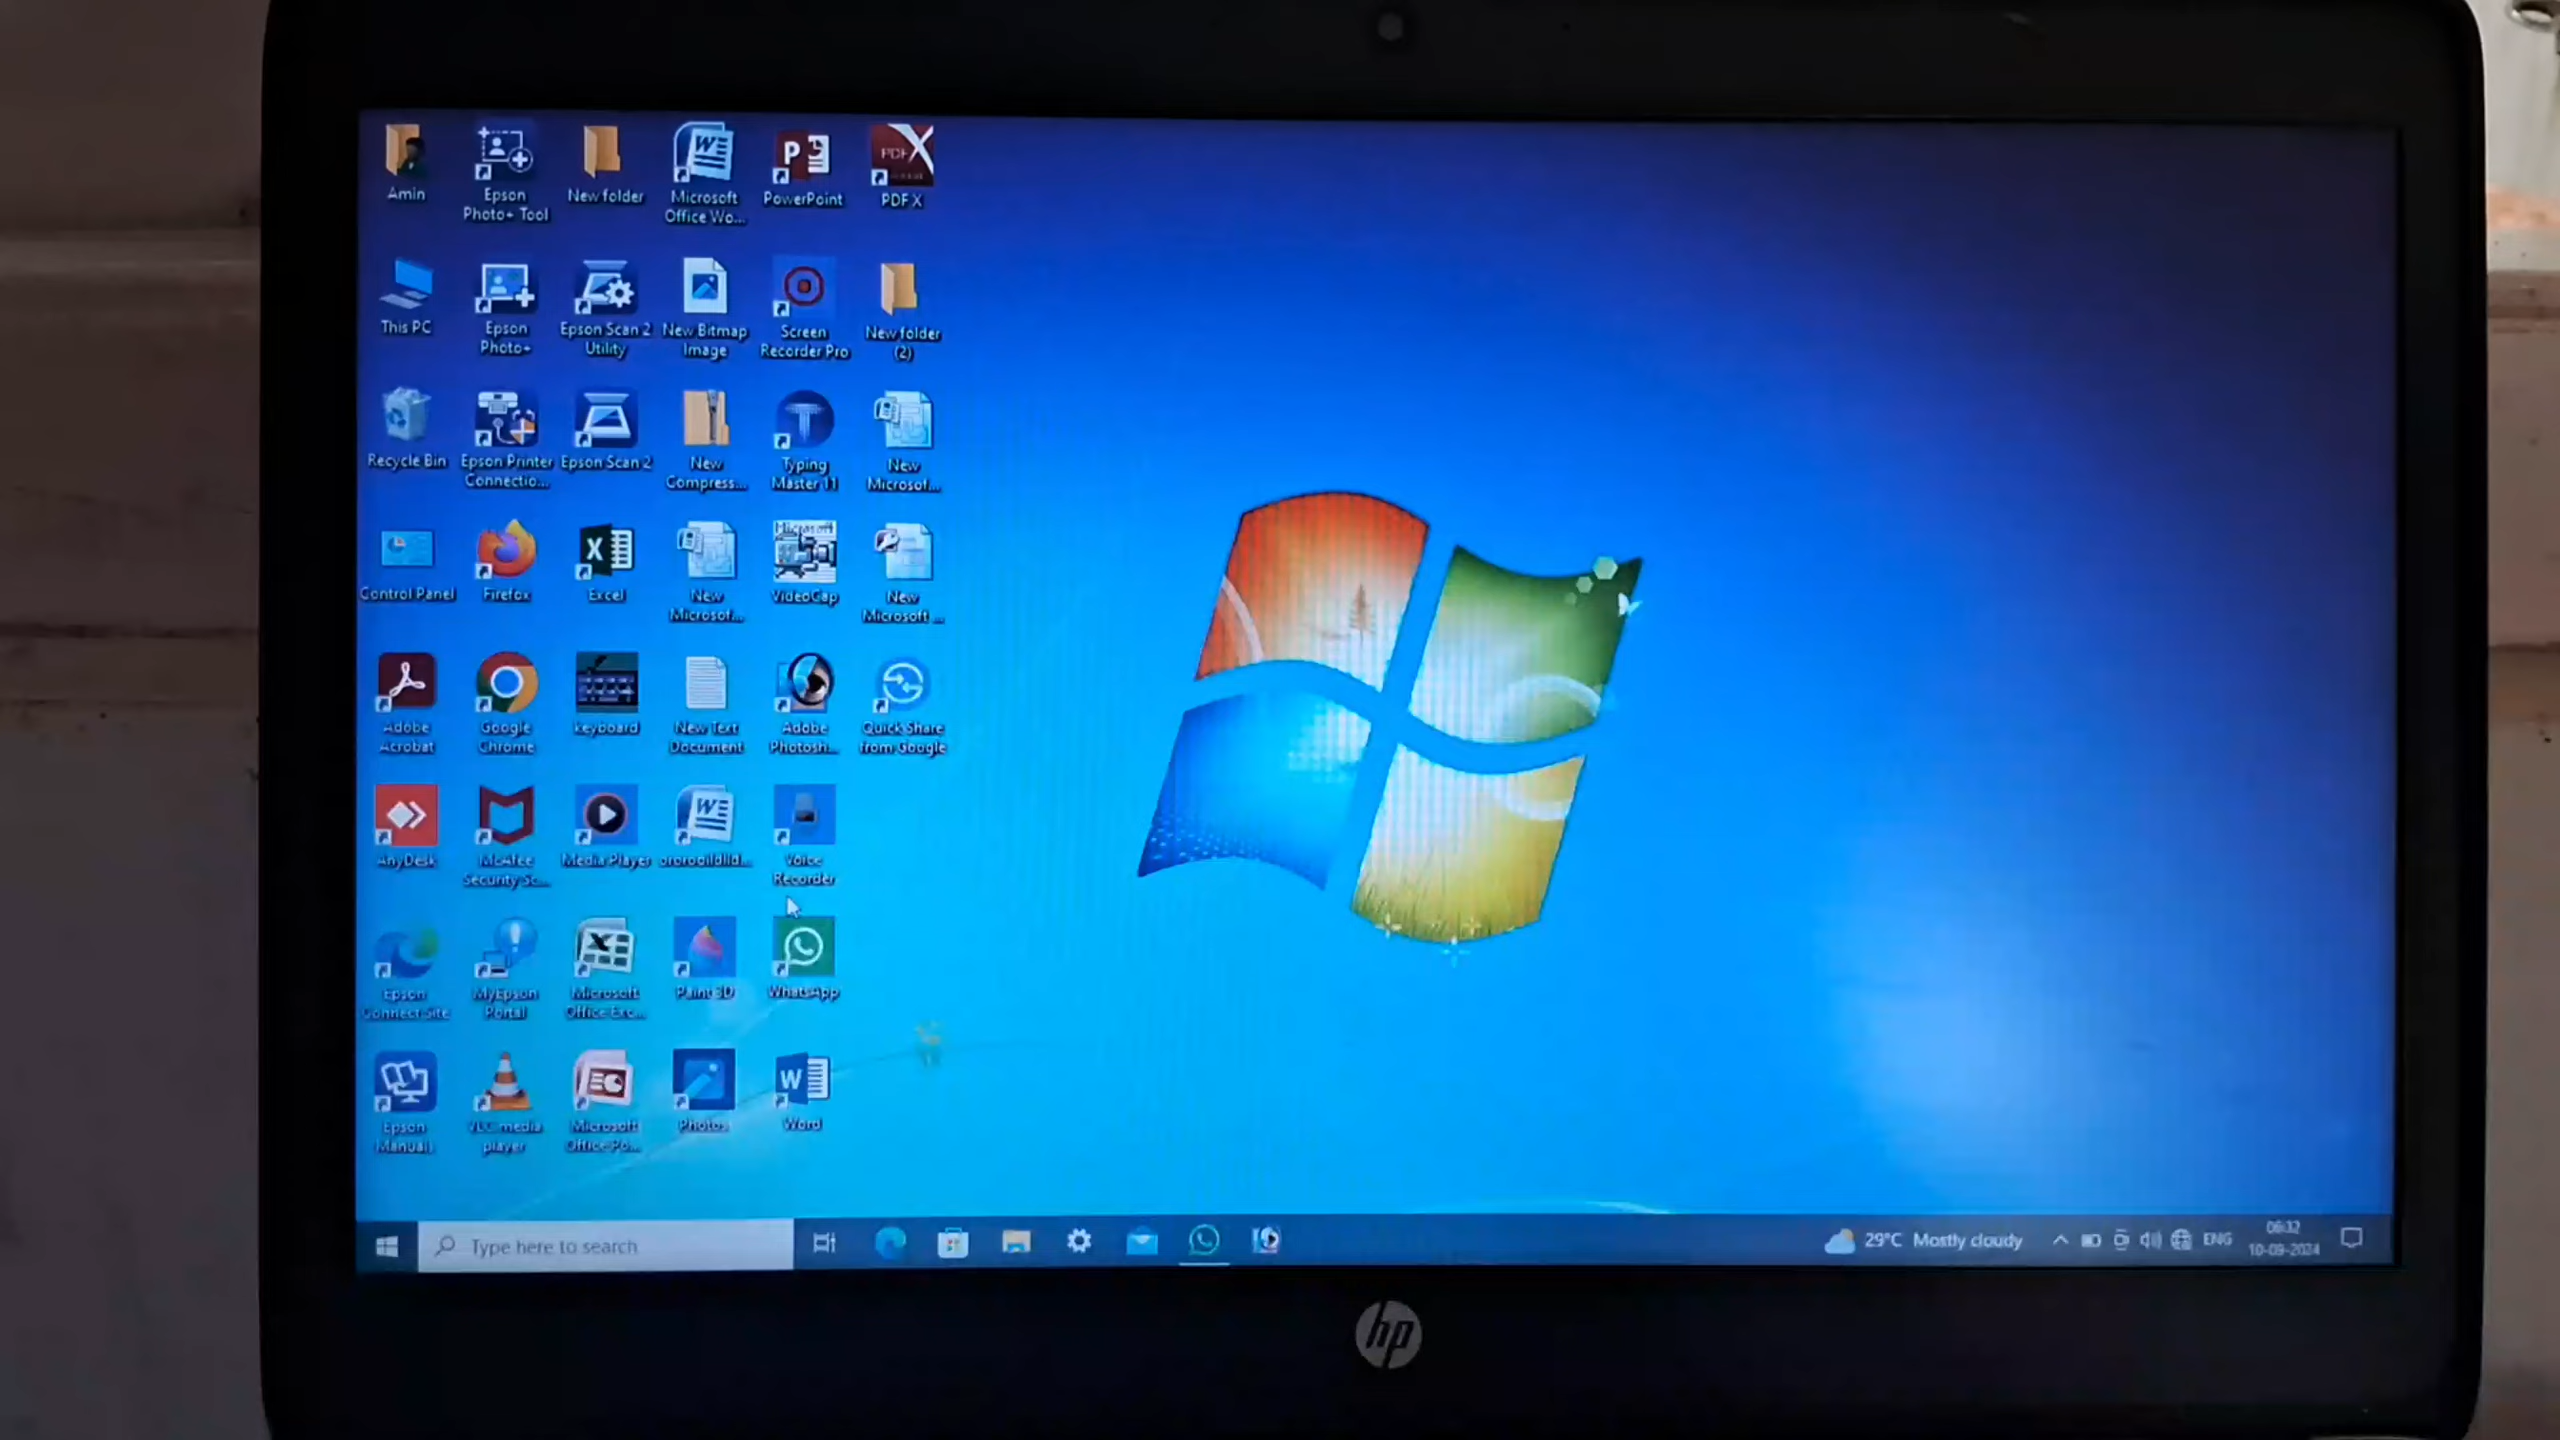 Amin
Epson
Photo+ Tool
New folder
Microsoft
Office Wo...
PowerPoint
PDF X
This PC
Epson
Photo+
Epson Scan 2
Utility
New Bitmap
Image
Screen
Recorder Pro
New folder
(2)
Recycle Bin
Epson Printer
Connectio...
Epson Scan 2
New
Compress...
Typing
Master 11
New
Microsof...
Control Panel
Firefox
Excel
New
Microsof...
Microsoft
VideoCap
New
Microsoft ...
Adobe
Acrobat
Google
Chrome
keyboard
New Text
Document
Adobe
Photosh...
Quick Share
from Google
AnyDesk
McAfee
Security Sc...
Media Player
Voice
Recorder
Epson
Connect Site
MyEpson
Portal
Microsoft
Office Exc...
Paint 3D
WhatsApp
Epson
Manuals
VLC media
player
Microsoft
Office Po...
Photos
Word
Type here to search
29°C Mostly cloudy
ENG
06:32
10-09-2024
hp